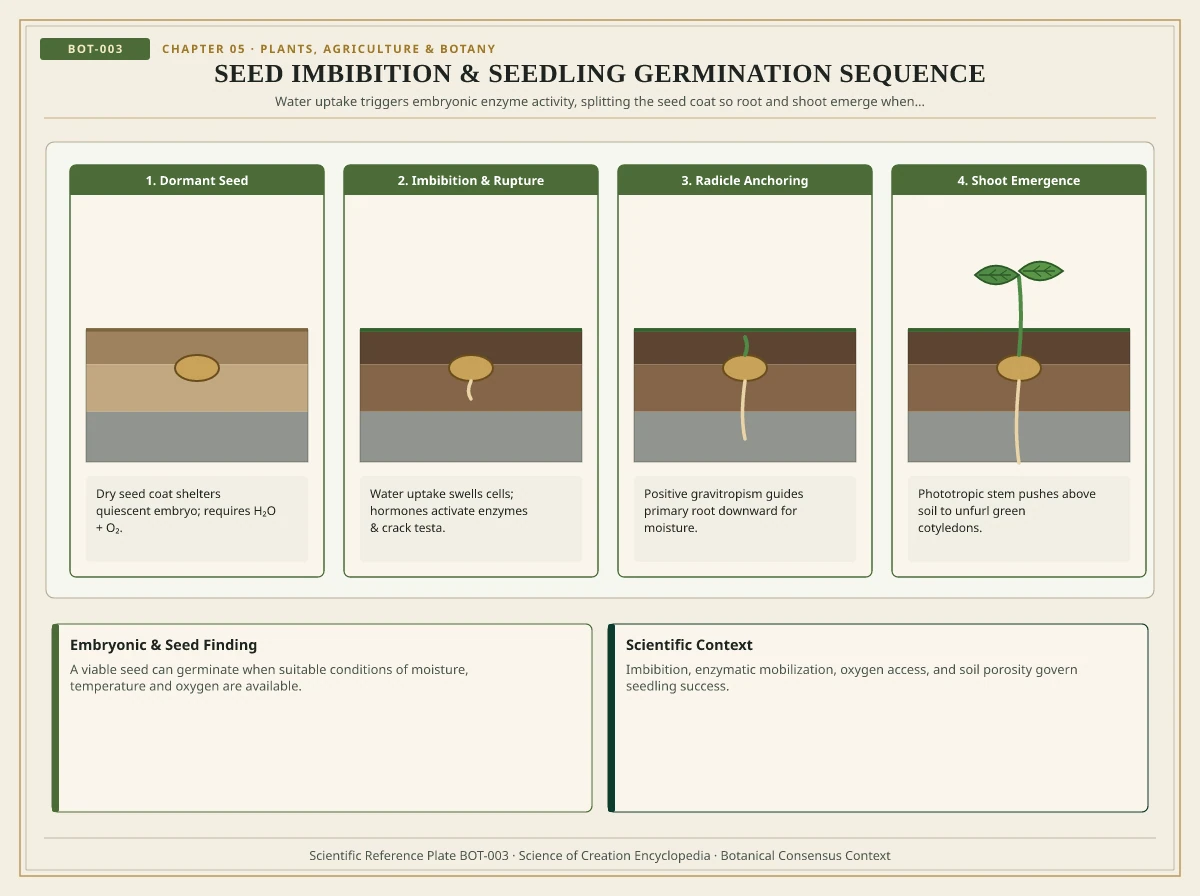 BOT-003
CHAPTER 05 · PLANTS, AGRICULTURE & BOTANY
SEED IMBIBITION & SEEDLING GERMINATION SEQUENCE
Water uptake triggers embryonic enzyme activity, splitting the seed coat so root and shoot emerge when...
1. Dormant Seed
Dry seed coat shelters
quiescent embryo; requires H₂O
+ O₂.
2. Imbibition & Rupture
Water uptake swells cells;
hormones activate enzymes
& crack testa.
3. Radicle Anchoring
Positive gravitropism guides
primary root downward for
moisture.
4. Shoot Emergence
Phototropic stem pushes above
soil to unfurl green
cotyledons.
Embryonic & Seed Finding
A viable seed can germinate when suitable conditions of moisture,
temperature and oxygen are available.
Scientific Context
Imbibition, enzymatic mobilization, oxygen access, and soil porosity govern
seedling success.
Scientific Reference Plate BOT-003 · Science of Creation Encyclopedia · Botanical Consensus Context